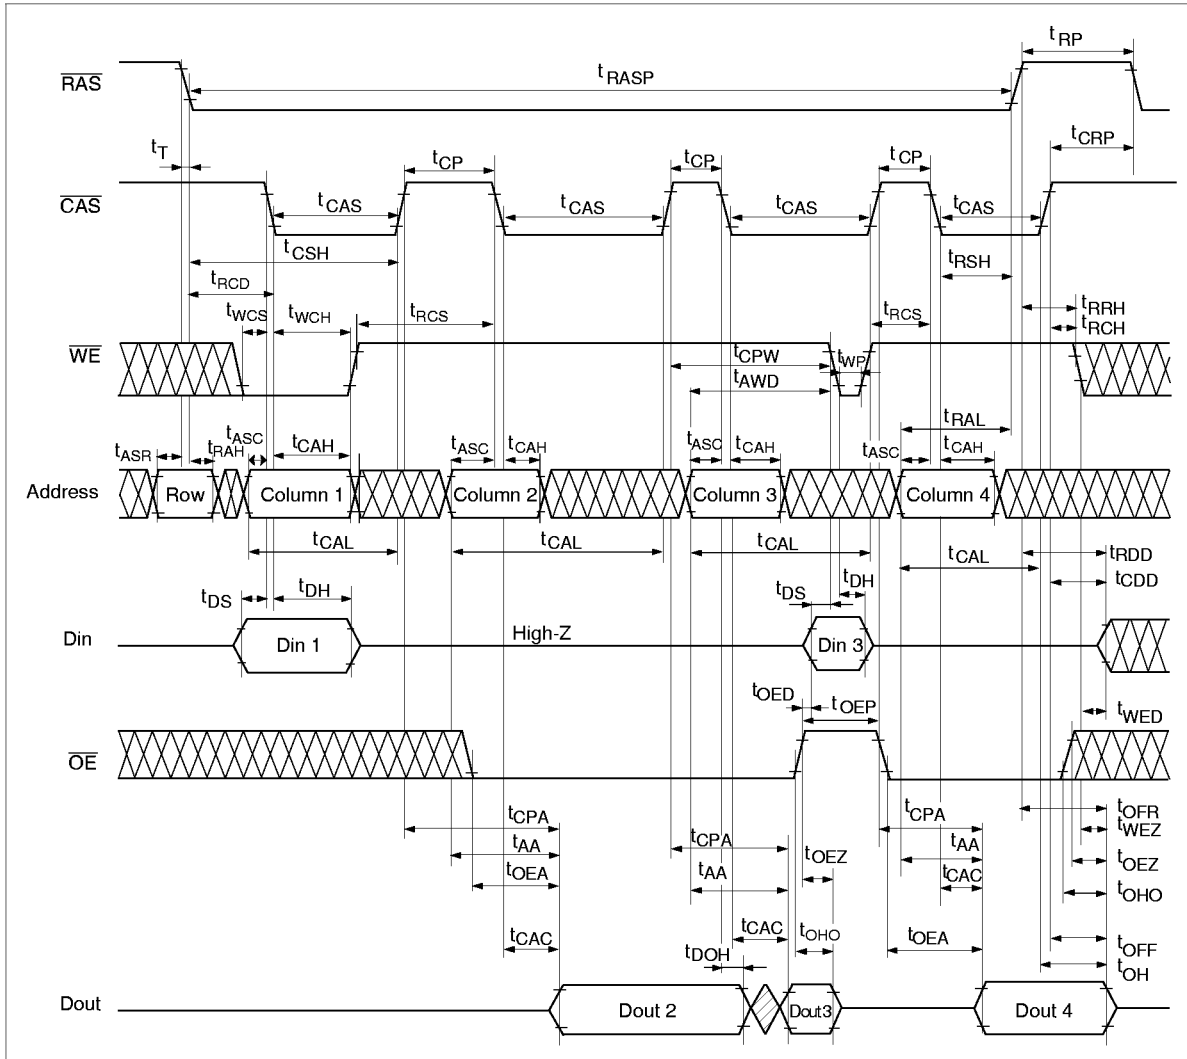 tRP
RAS
tRASP
tT
tCP
tCP
tCP
tCRP
CAS
tCAS
tCAS
tCAS
tCAS
tCSH
tRSH
tRCD
tWCS
tWCH
tRCS
tRCS
tRRH
tRCH
WE
tCPW
tWP
tAWD
tRAL
tASR
tRAH
tASC
tCAH
tASC
tCAH
tASC
tCAH
tASC
tCAH
Address
Row
Column 1
Column 2
Column 3
Column 4
tCAL
tCAL
tCAL
tCAL
tRDD
tCDD
tDS
tDH
tDS
tDH
Din
Din 1
High-Z
Din 3
tOED
tOEP
tWED
OE
tCPA
tCPA
tCPA
tOFR
tWEZ
tAA
tAA
tAA
tOEZ
tOEZ
tOEA
tCAC
tOHO
tCAC
tCAC
tOHO
tOEA
tDOH
tOFF
tOH
Dout
Dout 2
Dout3
Dout 4